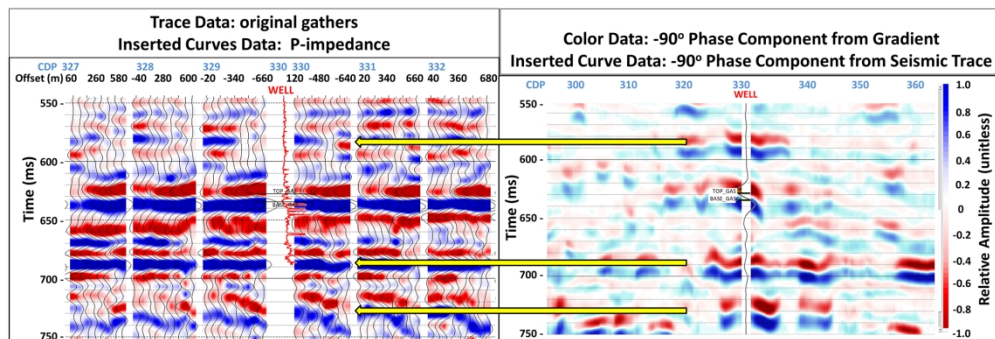 Trace Data: original gathers
Inserted Curves Data: P-impedance
CDP 327 328 329 330 330 331 332
Offset (m) 60 260 580 -40 280 600 -20 -340 -660 120 -480 -640 20 340 660 40 360 680
WELL
550
600
650
700
750
Time (ms)
TOP_GAS
Color Data: -90º Phase Component from Gradient
Inserted Curve Data: -90º Phase Component from Seismic Trace
CDP 300 310 320 330 340 350 360
WELL
550
600
650
700
750
Time (ms)
TOP_GAS
BASE_GAS
1.0
0.8
0.6
0.4
0.2
0
-0.2
-0.4
-0.6
-0.8
-1.0
Relative Amplitude (unitless)